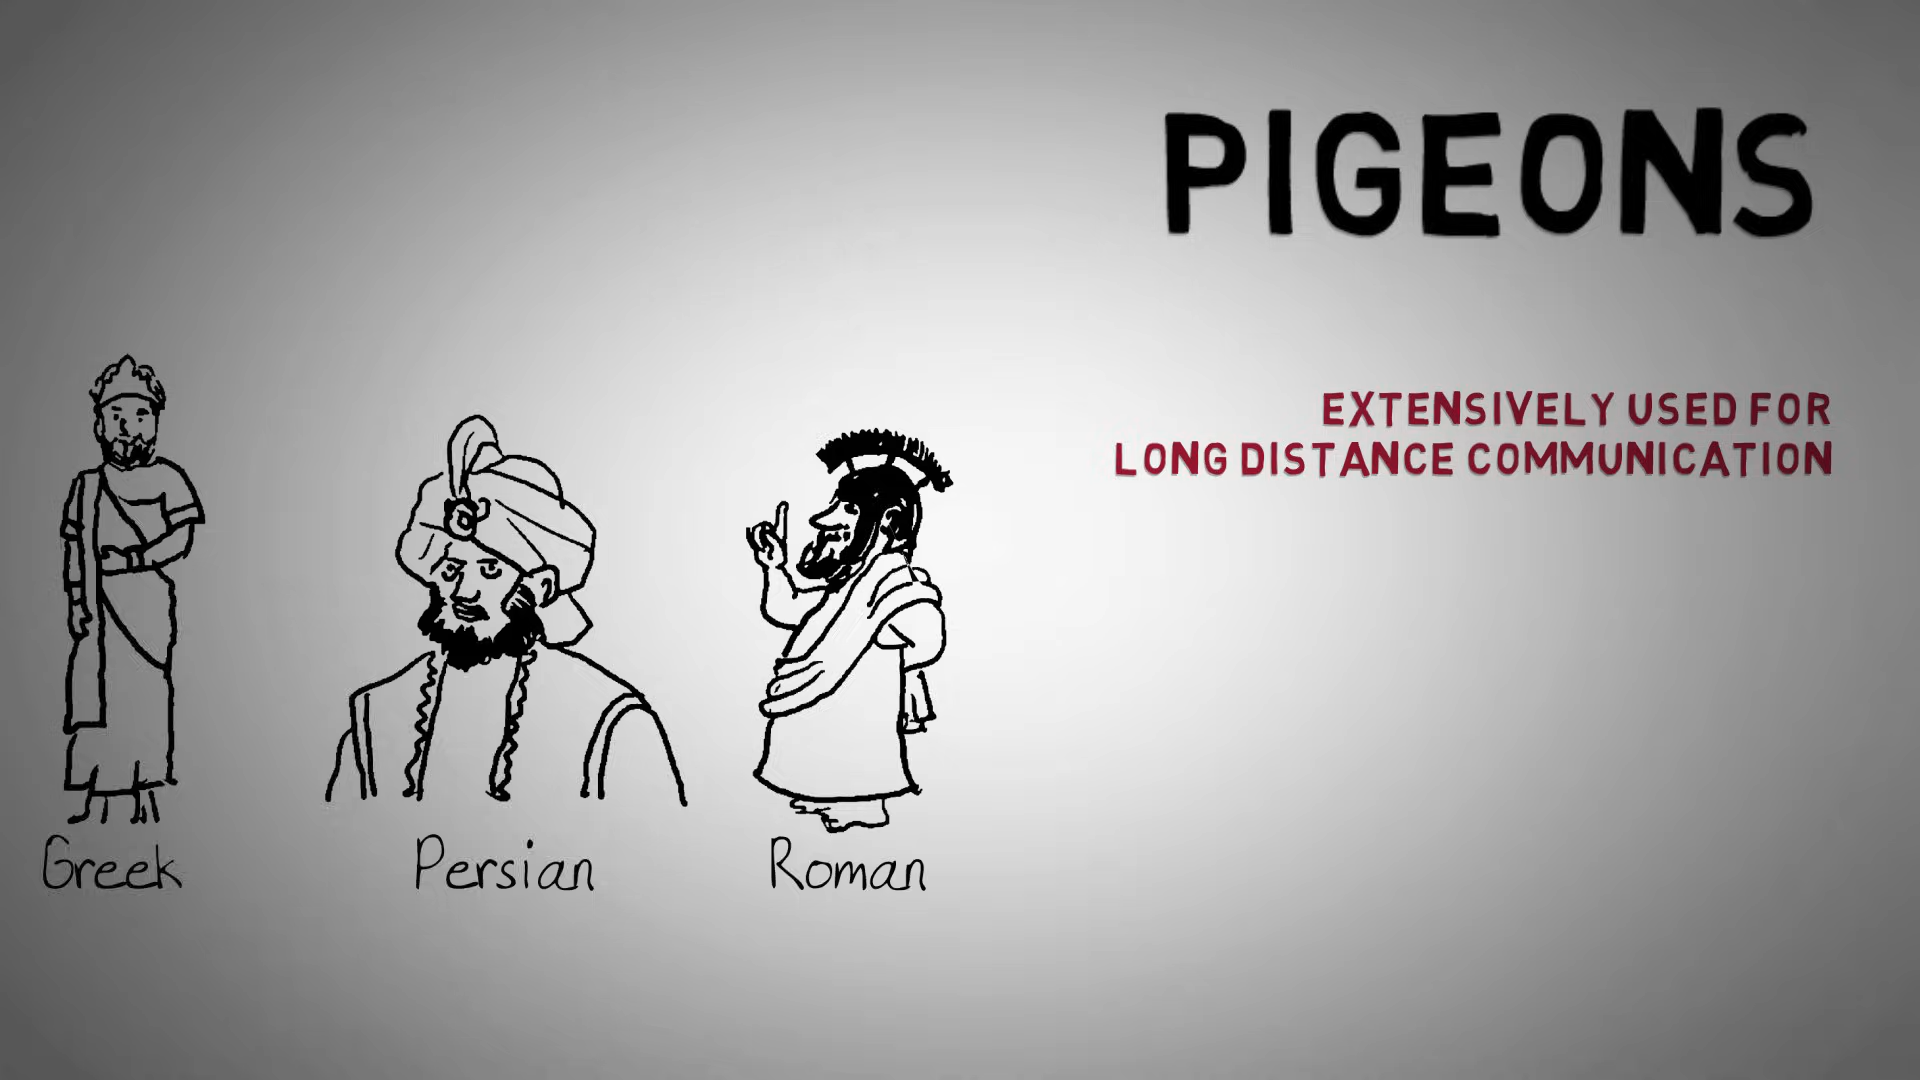 PIGEONS
EXTENSIVELY USED FOR
LONG DISTANCE COMMUNICATION
Greek
Persian
Roman